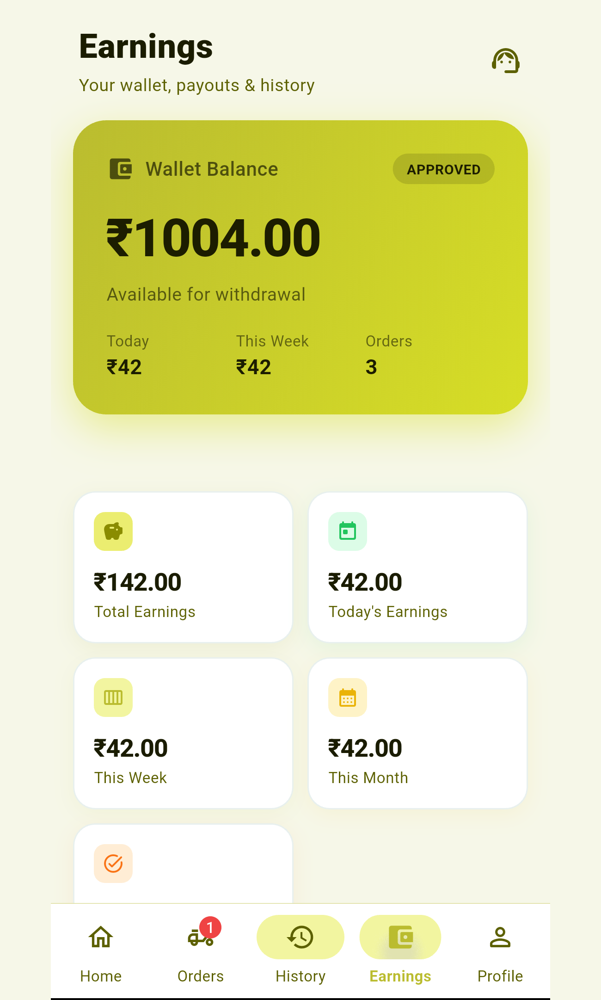 Earnings
Your wallet, payouts & history
Wallet Balance
APPROVED
₹1004.00
Available for withdrawal
Today
This Week
Orders
₹42
₹42
3
₹142.00
Total Earnings
₹42.00
Today's Earnings
₹42.00
This Week
₹42.00
This Month
1
Home
Orders
History
Earnings
Profile